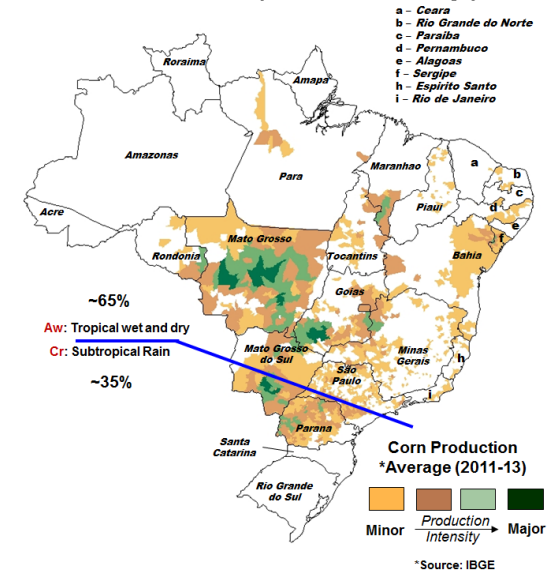 a – Ceara
b – Rio Grande do Norte
c – Paraiba
d – Pernambuco
e – Alagoas
f – Sergipe
h – Espirito Santo
i – Rio de Janeiro
Roraima
Amapa
Amazonas
Para
Maranhao
a
b
c
d
e
f
Piaui
Acre
Rondonia
Mato Grosso
Tocantins
Bahia
Goias
~65%
Aw: Tropical wet and dry
Cr: Subtropical Rain
~35%
Mato Grosso
do Sul
Minas
Gerais
h
São
Paulo
i
Parana
Santa
Catarina
Rio Grande
do Sul
Corn Production
*Average (2011-13)
Minor
Production
Intensity
Major
*Source: IBGE